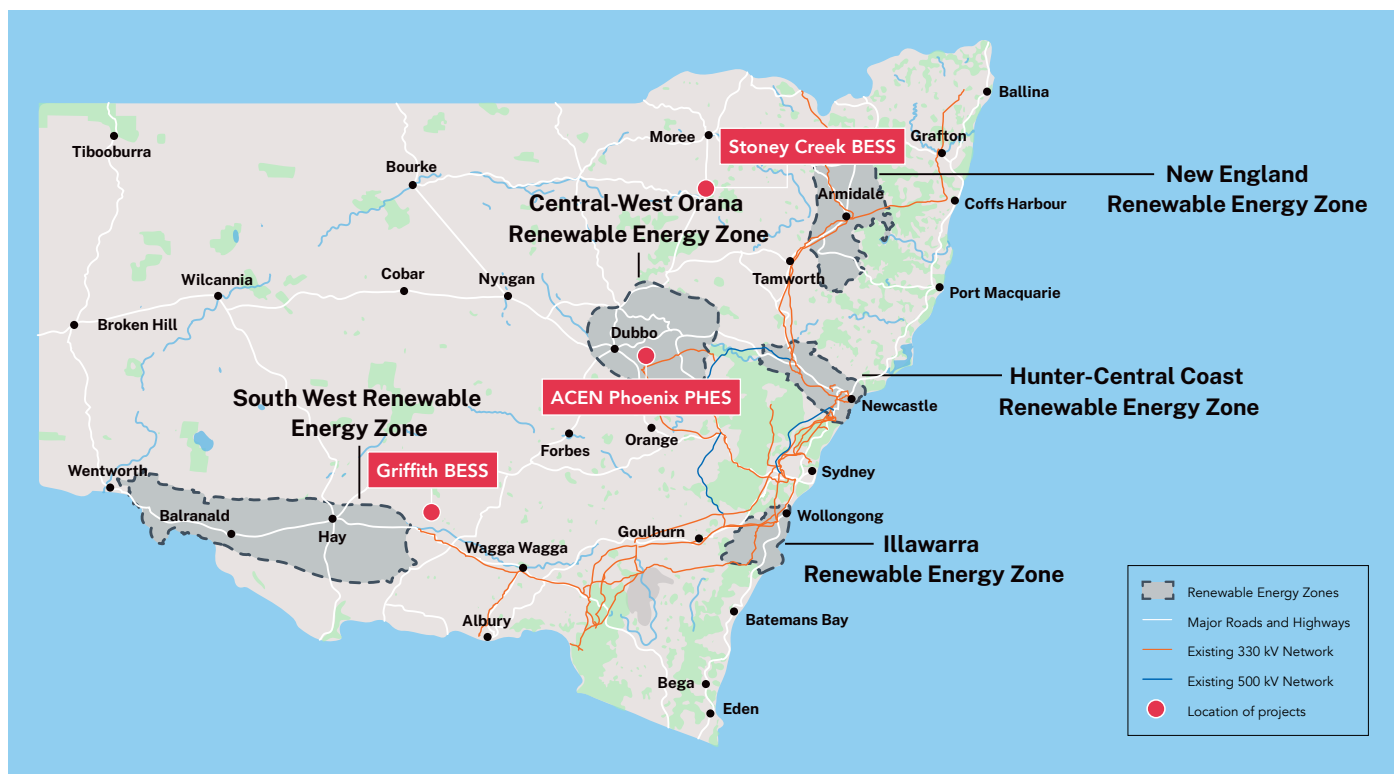 Ballina
Tibooburra
Moree
Stoney Creek BESS
Grafton
Bourke
New England
Renewable Energy Zone
Armidale
Coffs Harbour
Central-West Orana
Renewable Energy Zone
Tamworth
Port Macquarie
Wilcannia
Cobar
Nyngan
Broken Hill
Dubbo
ACEN Phoenix PHES
Hunter-Central Coast
Renewable Energy Zone
Newcastle
South West Renewable
Energy Zone
Forbes
Orange
Griffith BESS
Sydney
Wentworth
Balranald
Hay
Wollongong
Goulburn
Wagga Wagga
Illawarra
Renewable Energy Zone
Albury
Batemans Bay
Bega
Eden
Renewable Energy Zones
Major Roads and Highways
Existing 330 kV Network
Existing 500 kV Network
Location of projects